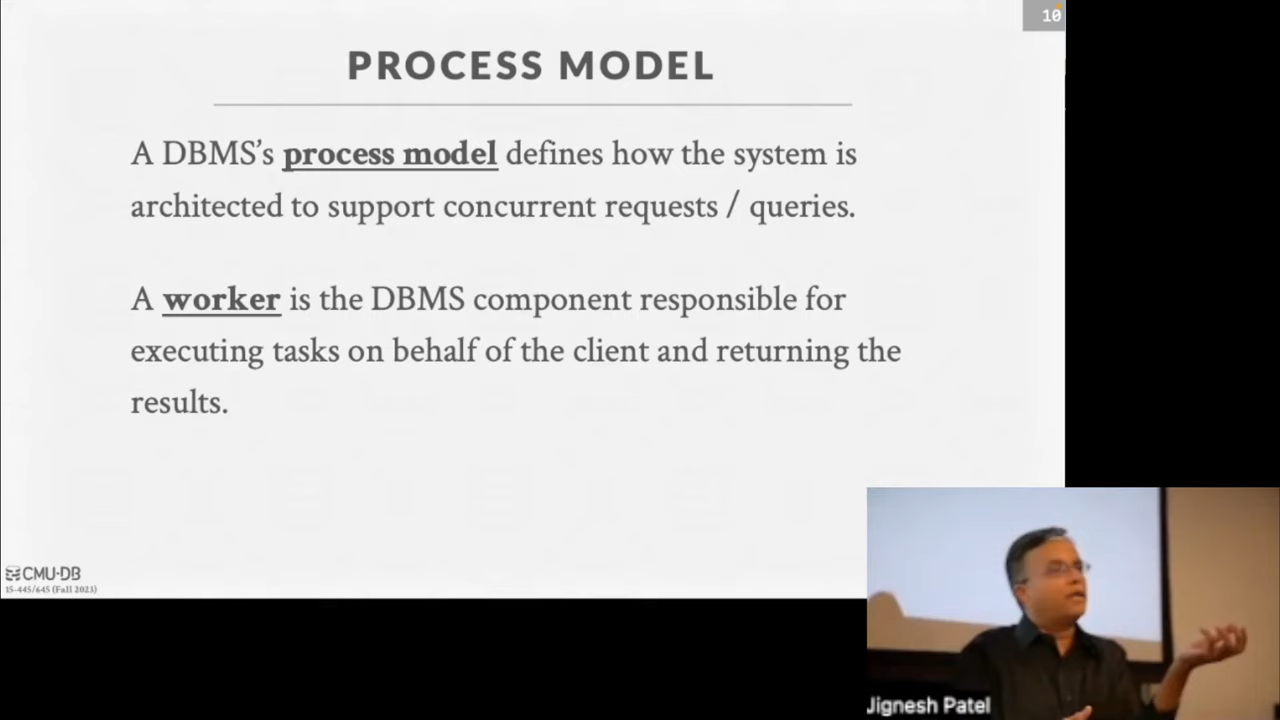 10
PROCESS MODEL
A DBMS’s process model defines how the system is
architected to support concurrent requests / queries.
A worker is the DBMS component responsible for
executing tasks on behalf of the client and returning the
results.
CMU·DB
15-445/645 (Fall 2023)
Jignesh Patel